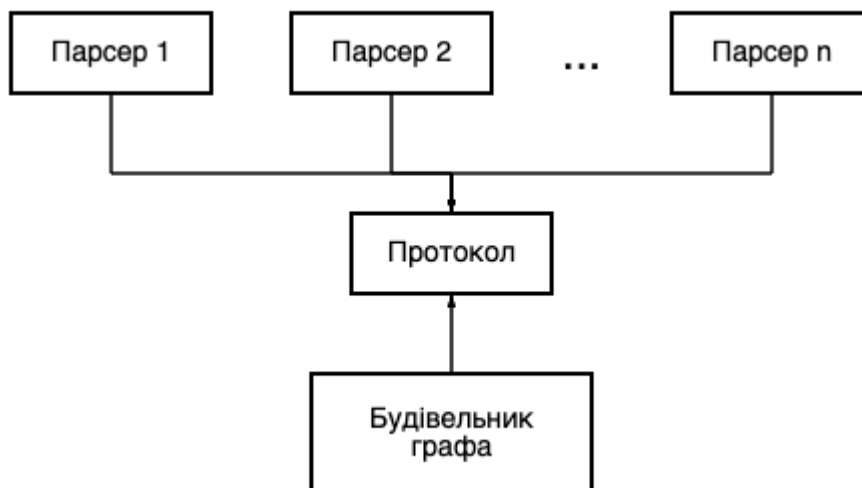 Парсер 1
Парсер 2
...
Парсер n
Протокол
Будівельник
графа